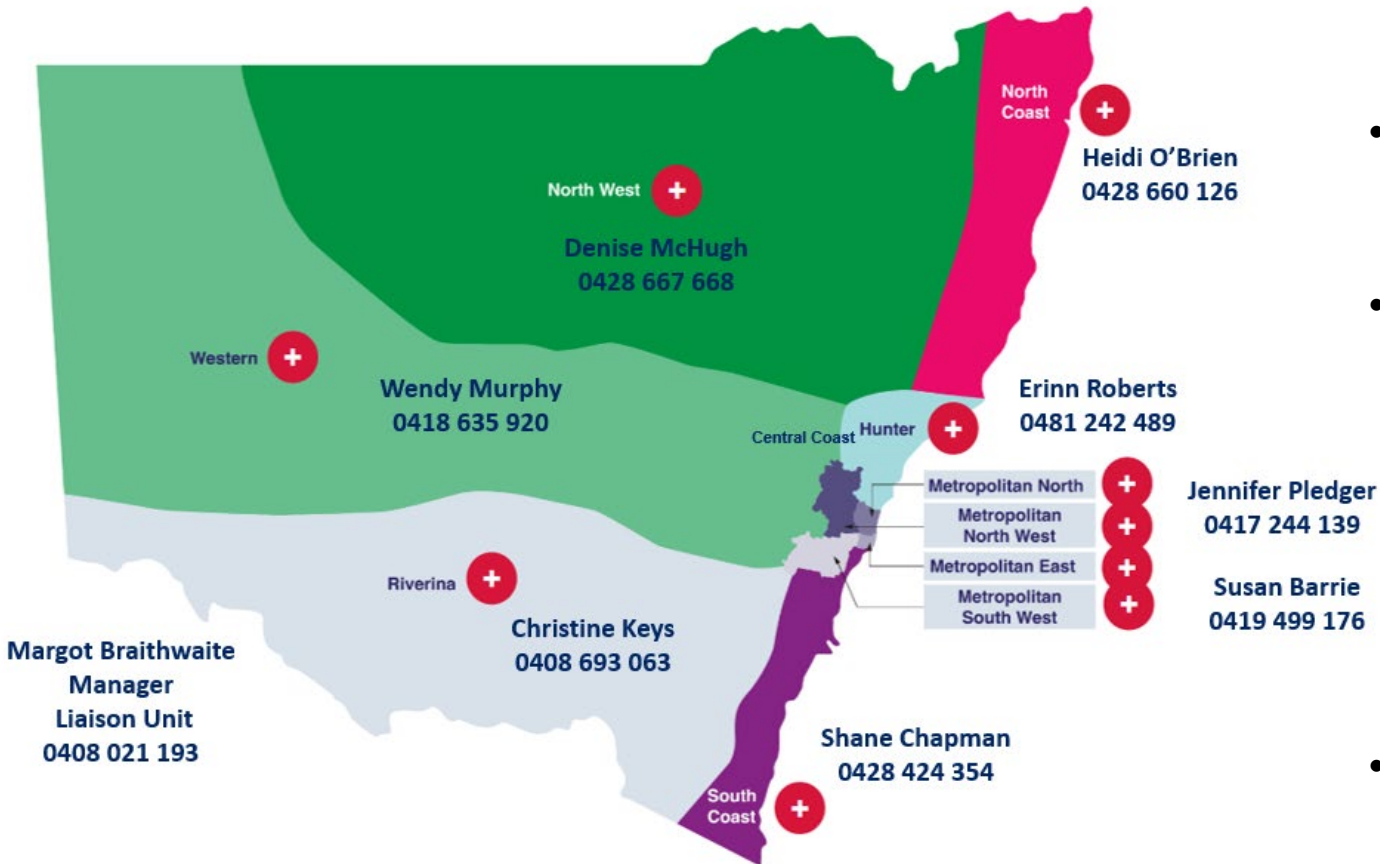 North
Coast
Heidi O’Brien
0428 660 126
North West
Denise McHugh
0428 667 668
Western
Wendy Murphy
0418 635 920
Erinn Roberts
0481 242 489
Central Coast
Hunter
Metropolitan North
Metropolitan
North West
Metropolitan East
Metropolitan
South West
Jennifer Pledger
0417 244 139
Susan Barrie
0419 499 176
Riverina
Christine Keys
0408 693 063
Margot Braithwaite
Manager
Liaison Unit
0408 021 193
Shane Chapman
0428 424 354
South
Coast